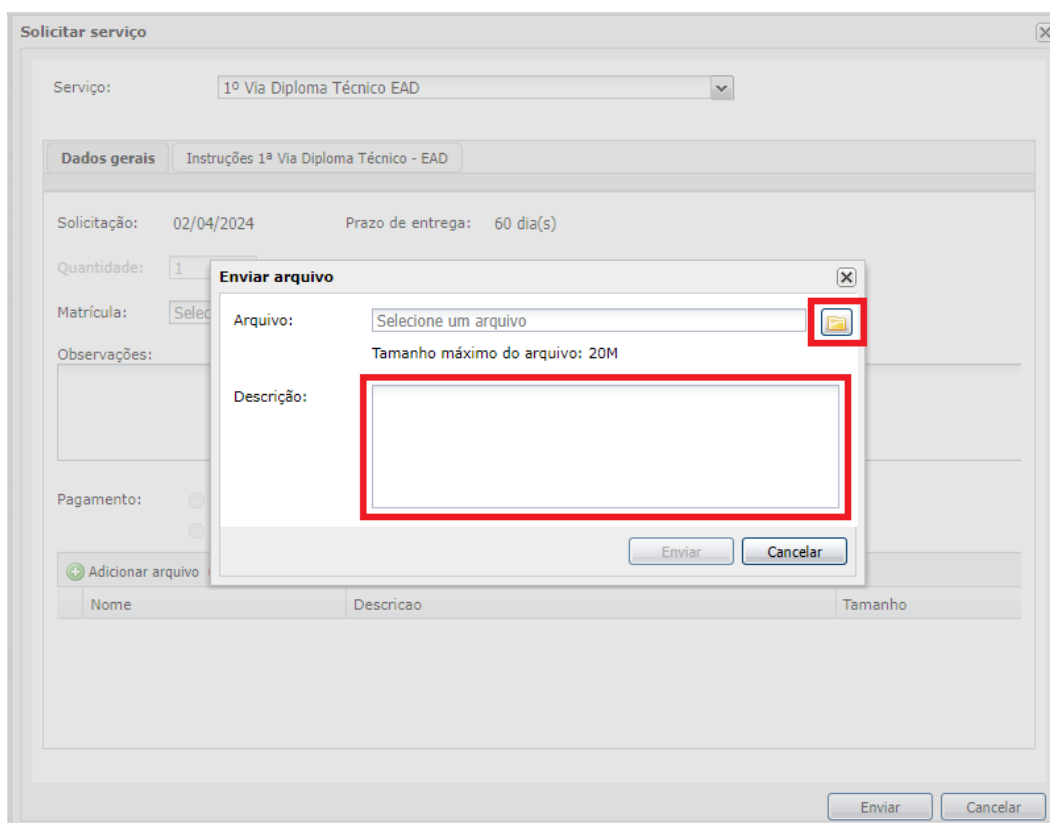 Solicitar serviço
Serviço: 1º Via Diploma Técnico EAD
Dados gerais Instruções 1ª Via Diploma Técnico - EAD
Solicitação: 02/04/2024 Prazo de entrega: 60 dia(s)
Quantidade: 1
Enviar arquivo
Matrícula: Selec
Arquivo: Selecione um arquivo
Tamanho máximo do arquivo: 20M
Observações:
Descrição:
Pagamento:
Enviar Cancelar
Adicionar arquivo
Nome Descricao Tamanho
Enviar Cancelar